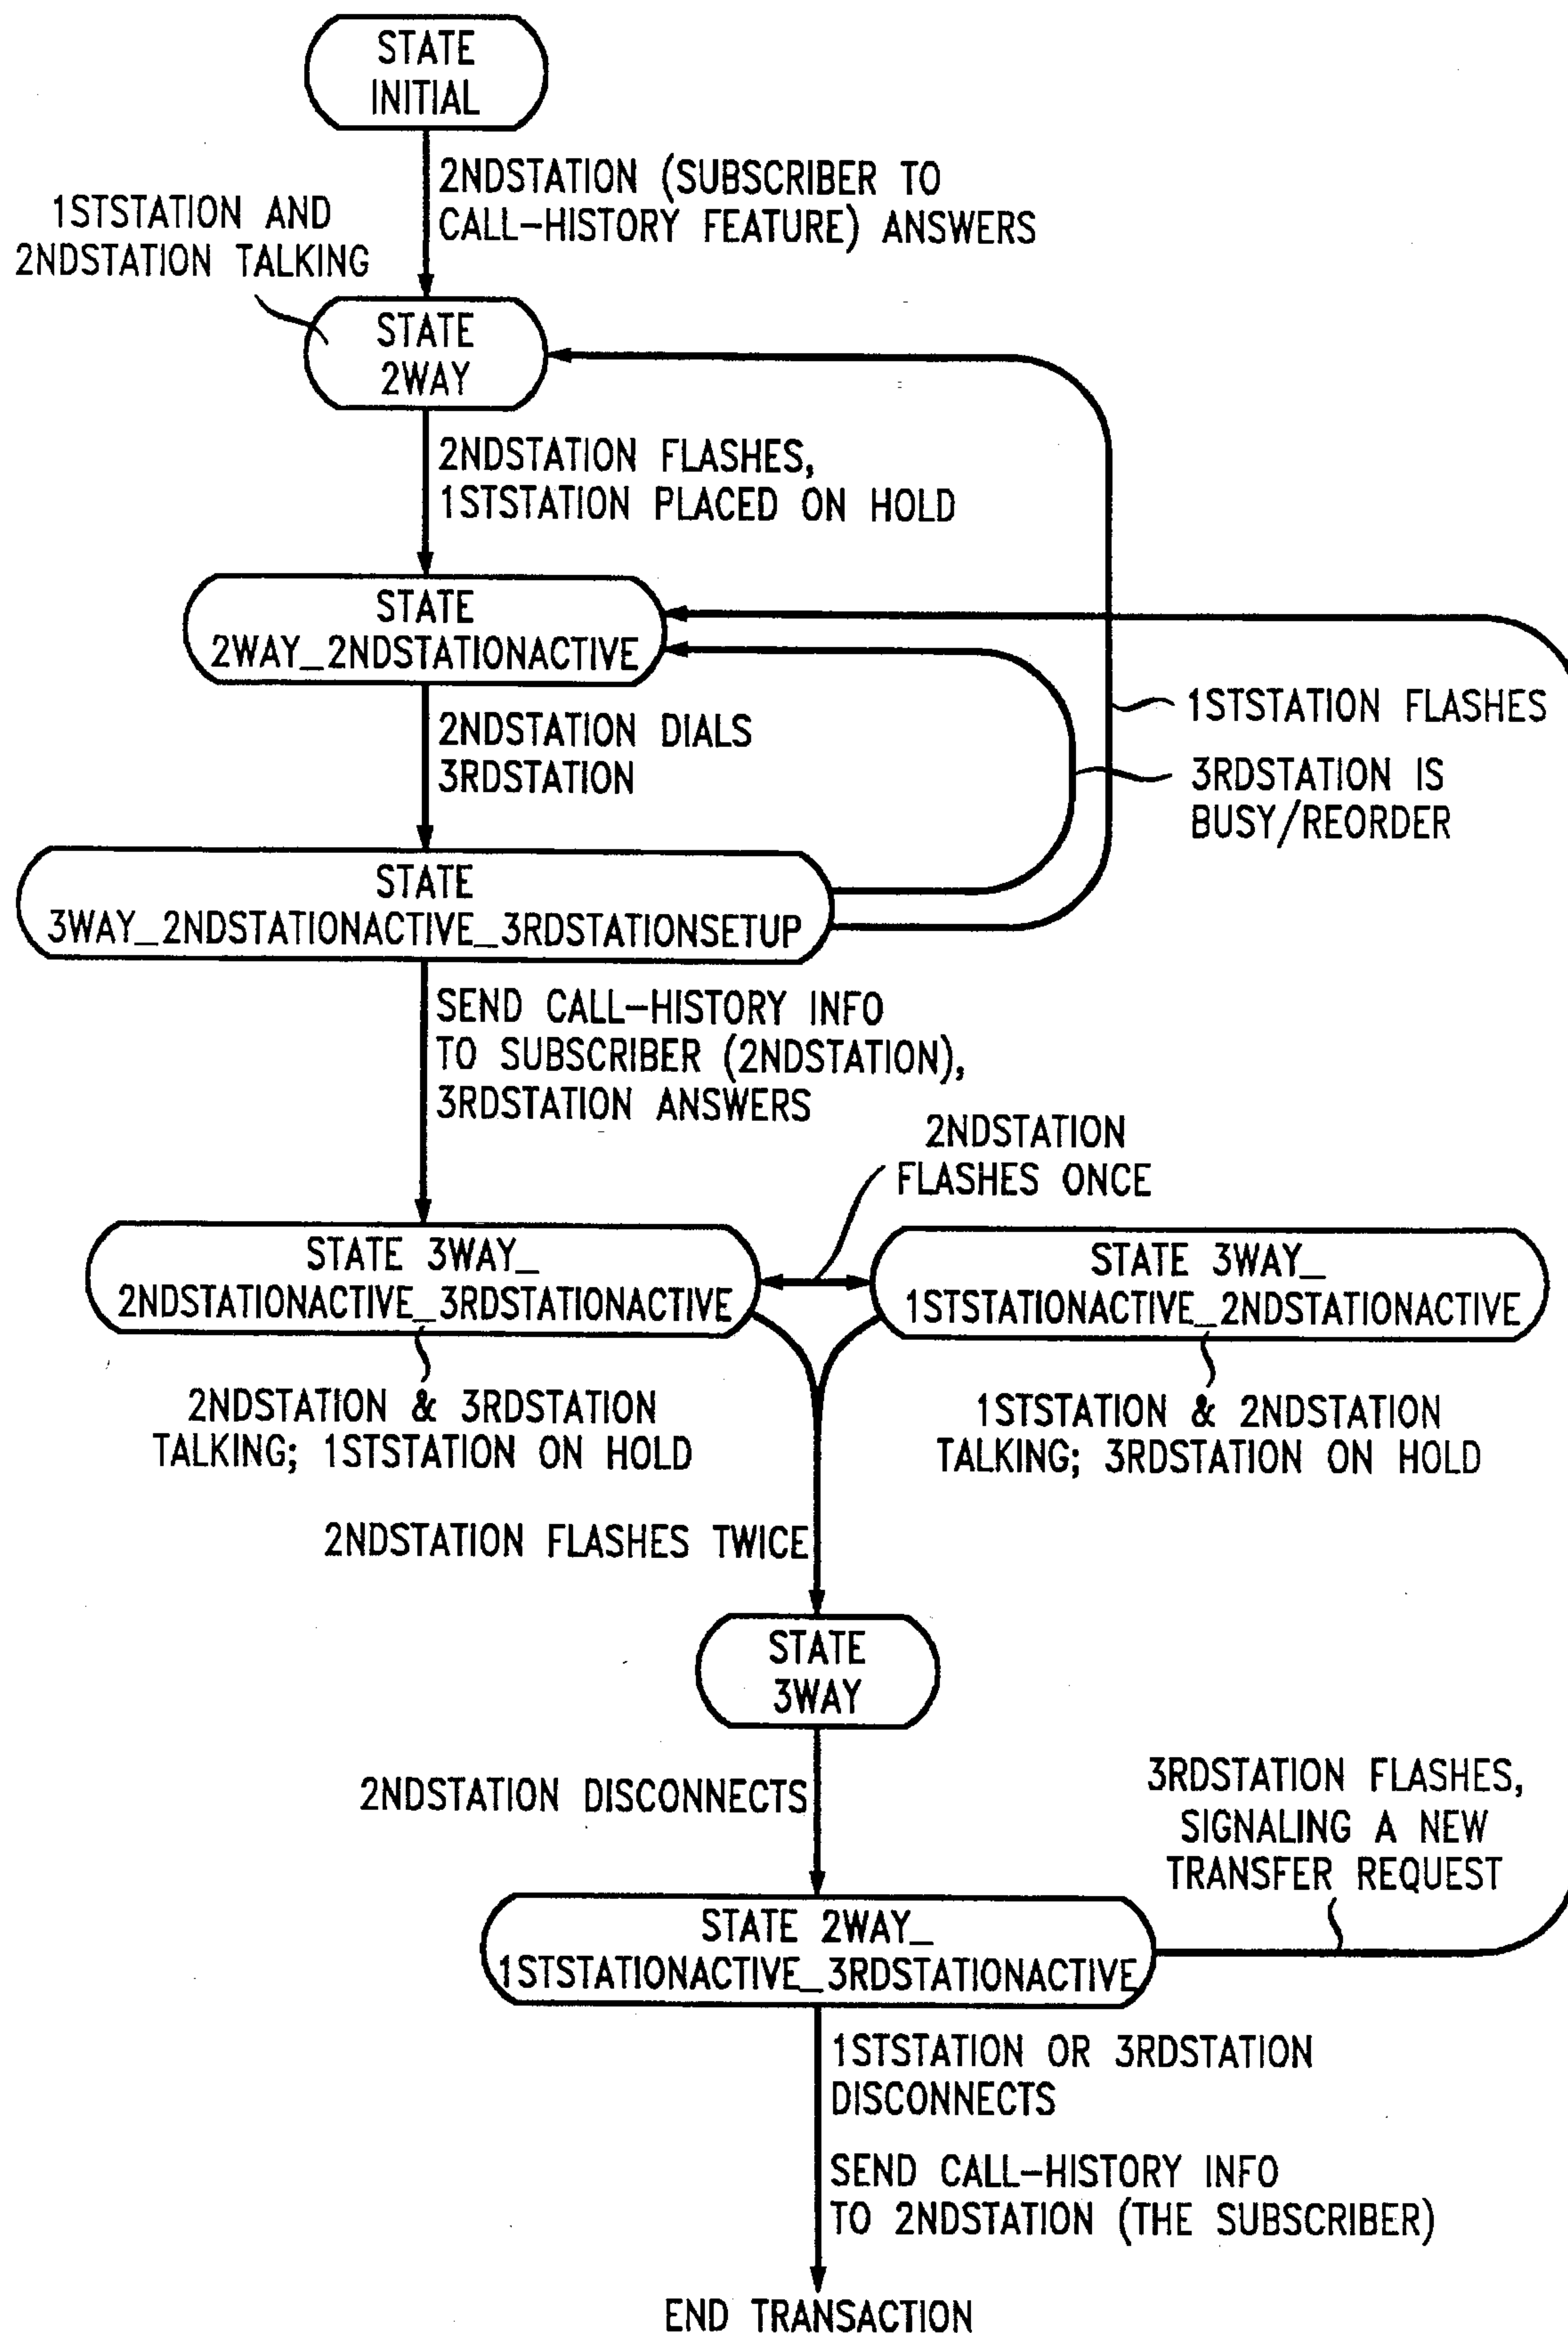 STATE
INITIAL
2NDSTATION (SUBSCRIBER TO
CALL-HISTORY FEATURE) ANSWERS
1STSTATION AND
2NDSTATION TALKING
STATE
2WAY
2NDSTATION FLASHES,
1STSTATION PLACED ON HOLD
STATE
2WAY_2NDSTATIONACTIVE
2NDSTATION DIALS
3RDSTATION
1STSTATION FLASHES
3RDSTATION IS
BUSY/REORDER
STATE
3WAY_2NDSTATIONACTIVE_3RDSTATIONSETUP
SEND CALL-HISTORY INFO
TO SUBSCRIBER (2NDSTATION),
3RDSTATION ANSWERS
2NDSTATION
FLASHES ONCE
STATE 3WAY_
2NDSTATIONACTIVE_3RDSTATIONACTIVE
STATE 3WAY_
1STSTATIONACTIVE_2NDSTATIONACTIVE
2NDSTATION & 3RDSTATION
TALKING; 1STSTATION ON HOLD
1STSTATION & 2NDSTATION
TALKING; 3RDSTATION ON HOLD
2NDSTATION FLASHES TWICE
STATE
3WAY
2NDSTATION DISCONNECTS
3RDSTATION FLASHES,
SIGNALING A NEW
TRANSFER REQUEST
STATE 2WAY_
1STSTATIONACTIVE_3RDSTATIONACTIVE
1STSTATION OR 3RDSTATION
DISCONNECTS
SEND CALL-HISTORY INFO
TO 2NDSTATION (THE SUBSCRIBER)
END TRANSACTION